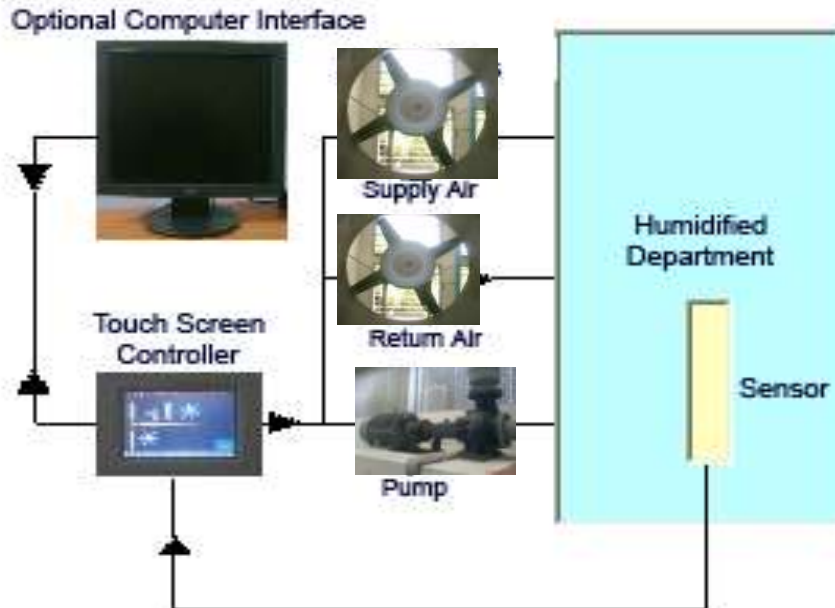 Optional Computer Interface
Supply Air
Humidified
Department
Touch Screen
Controller
Return Air
Sensor
Pump